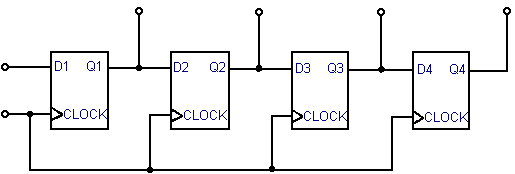 D1 Q1 D2 Q2 D3 Q3 D4 Q4
CLOCK CLOCK CLOCK CLOCK